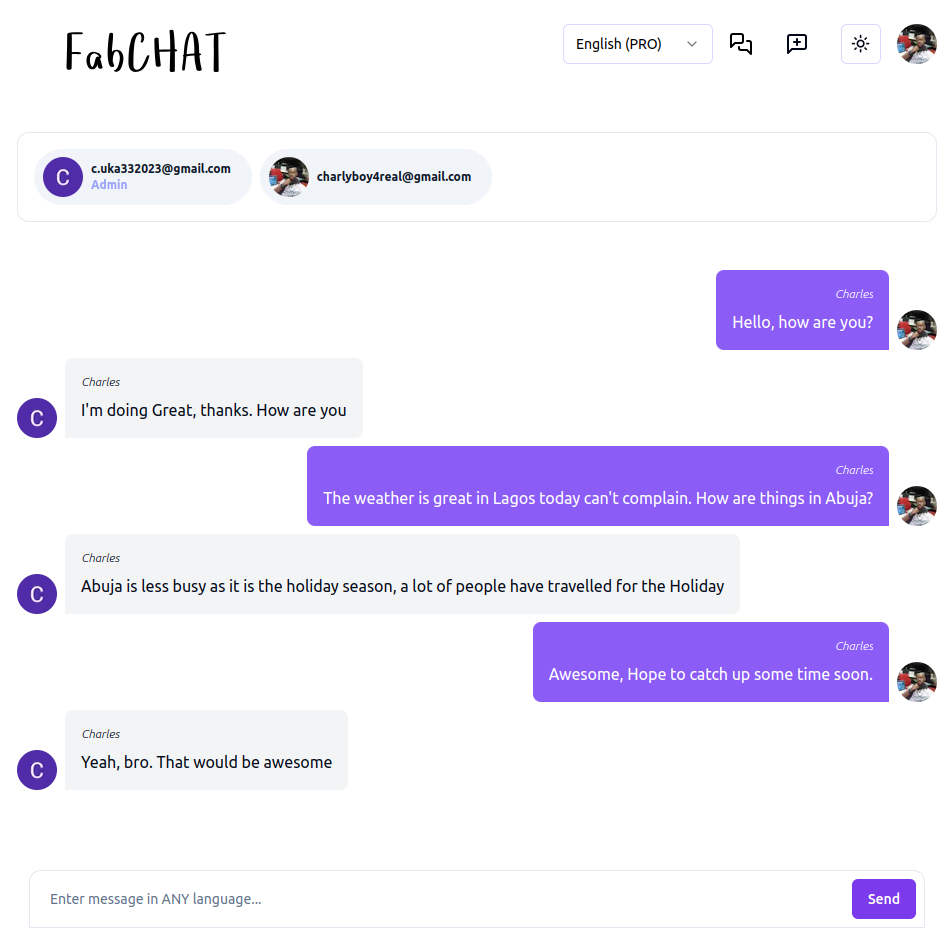 FabCHAT
English (PRO)
C
c.uka332023@gmail.com
Admin
charlyboy4real@gmail.com
Charles
Hello, how are you?
Charles
I'm doing Great, thanks. How are you
C
Charles
The weather is great in Lagos today can't complain. How are things in Abuja?
Charles
Abuja is less busy as it is the holiday season, a lot of people have travelled for the Holiday
C
Charles
Awesome, Hope to catch up some time soon.
Charles
Yeah, bro. That would be awesome
C
Enter message in ANY language...
Send